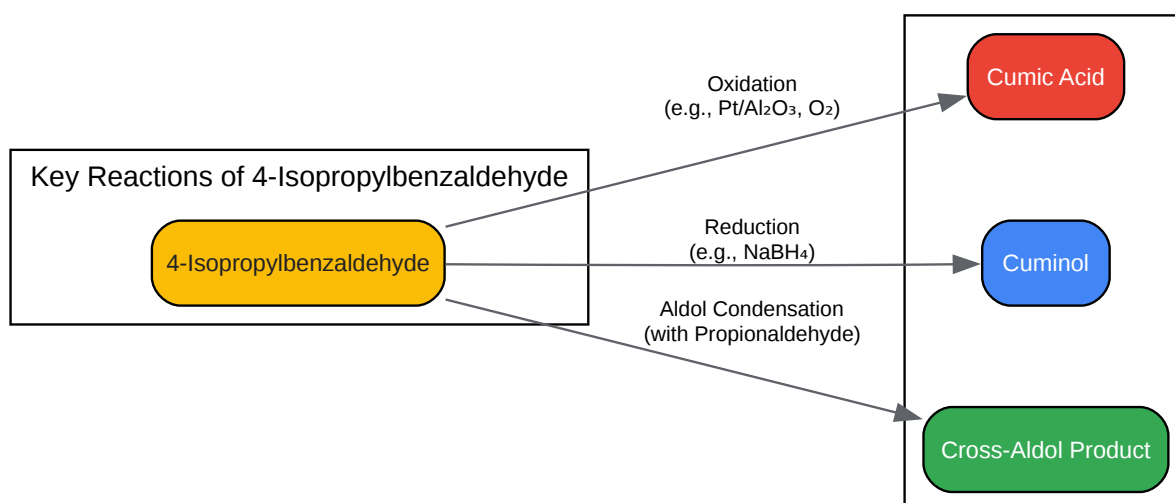 Key Reactions of 4-Isopropylbenzaldehyde
4-Isopropylbenzaldehyde
Oxidation
(e.g., Pt/Al₂O₃, O₂)
Reduction
(e.g., NaBH₄)
Aldol Condensation
(with Propionaldehyde)
Cumic Acid
Cuminol
Cross-Aldol Product